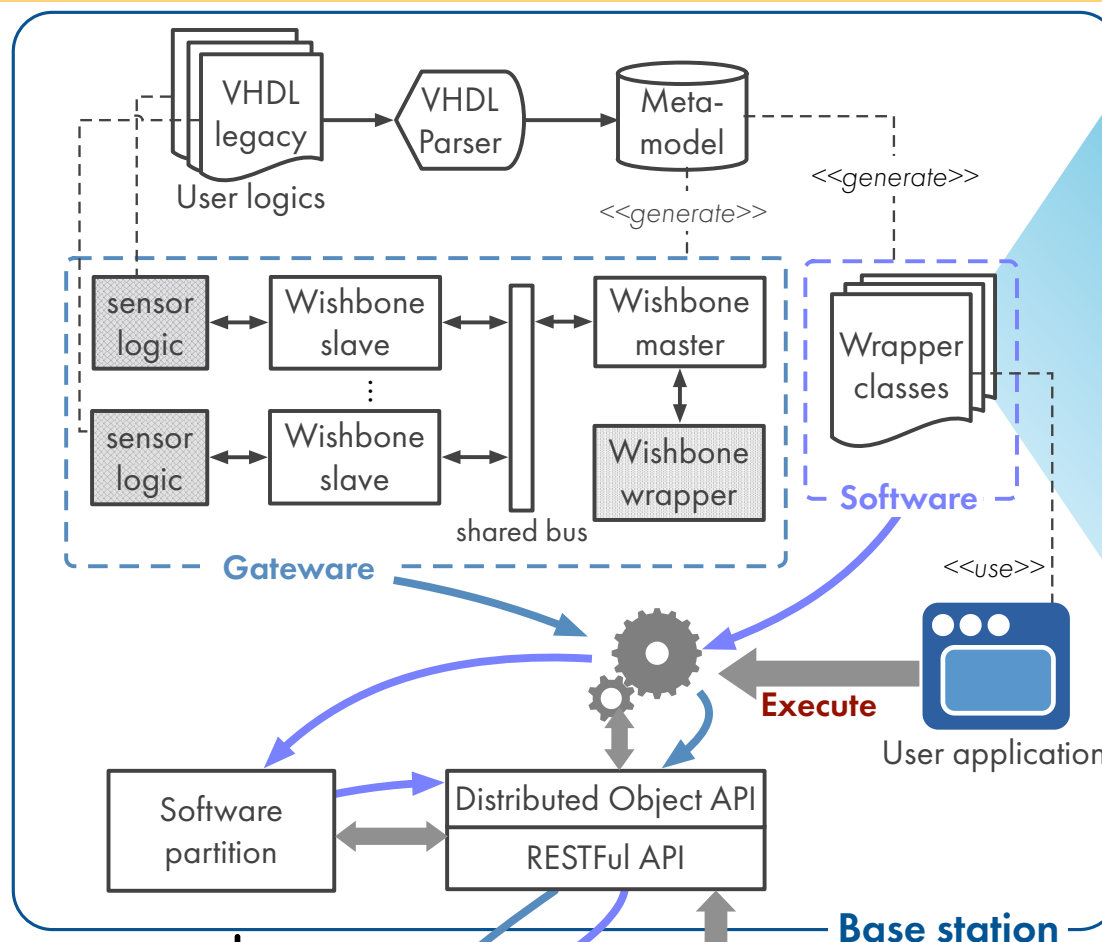 VHDL
legacy
User logics
VHDL
Parser
Meta-
model
<<generate>>
<<generate>>
sensor
logic
Wishbone
slave
Wishbone
master
⋮
sensor
logic
Wishbone
slave
Wishbone
wrapper
shared bus
Gateware
Wrapper
classes
Software
<<use>>
Execute
User application
Software
partition
Distributed Object API
RESTFul API
Base station